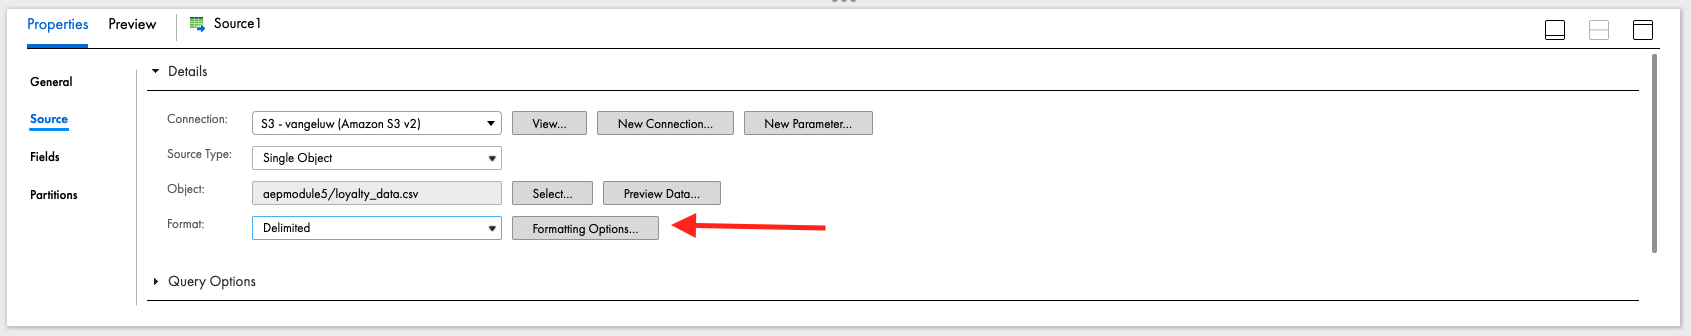 Properties Preview Source1
General
Source
Fields
Partitions
Details
Connection: S3 - vangeluw (Amazon S3 v2) View... New Connection... New Parameter...
Source Type: Single Object
Object: aepmodule5/loyalty_data.csv Select... Preview Data...
Format: Delimited Formatting Options...
Query Options